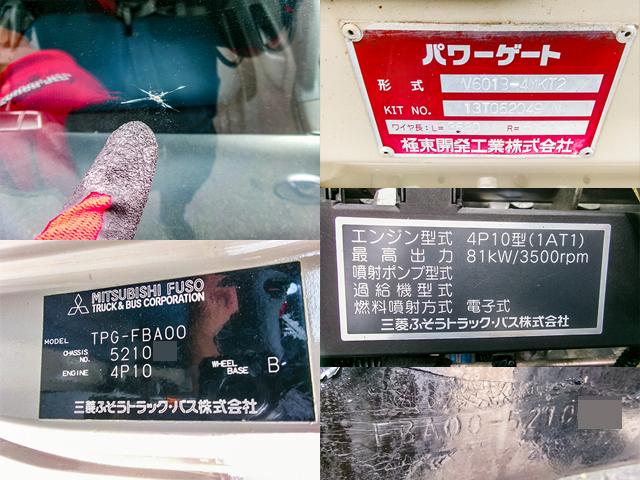 パワーゲート
形 式
KIT NO. 13T052049
ワイヤ長：L= R=
極東開発工業株式会社
エンジン型式 4P10型(1AT1)
最高出力 81kW/3500rpm
噴射ポンプ型式
過給機型式
燃料噴射方式 電子式
三菱ふそうトラック・バス株式会社
MITSUBISHI FUSO
TRUCK & BUS CORPORATION
MODEL TPG-FBA00
CHASSIS NO. 5210
ENGINE 4P10 WHEEL BASE B
三菱ふそうトラック・バス株式会社
FBA00-5210